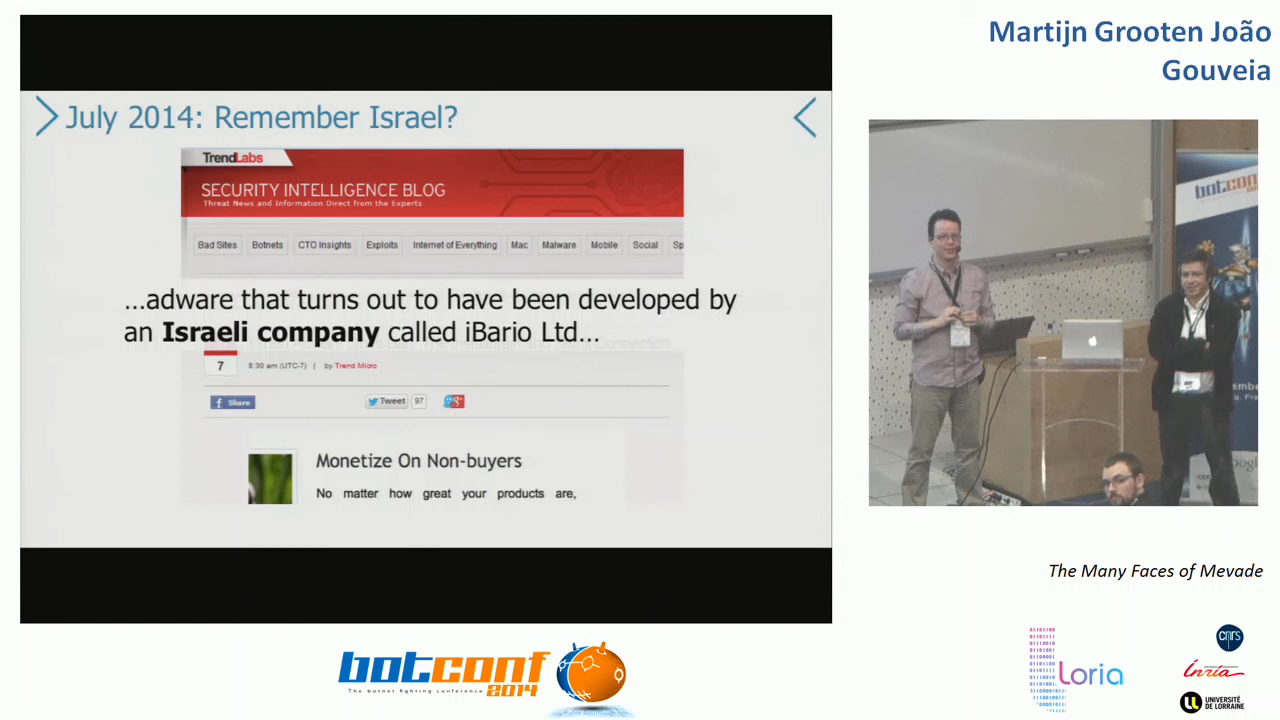 Martijn Grooten João
Gouveia
July 2014: Remember Israel?
TrendLabs
SECURITY INTELLIGENCE BLOG
Threat News and Information Direct from the Experts
Bad Sites Botnets CTO Insights Exploits Internet of Everything Mac Malware Mobile Social Sp
…adware that turns out to have been developed by
an Israeli company called iBario Ltd…
7 8:30 am (UTC-7) | by Trend Micro
Share Tweet 97
Monetize On Non-buyers
No matter how great your products are,
botconf
The Many Faces of Mevade
botconf
2014
The botnet fighting conference
Loria
cnrs
Inria
UNIVERSITÉ
DE LORRAINE